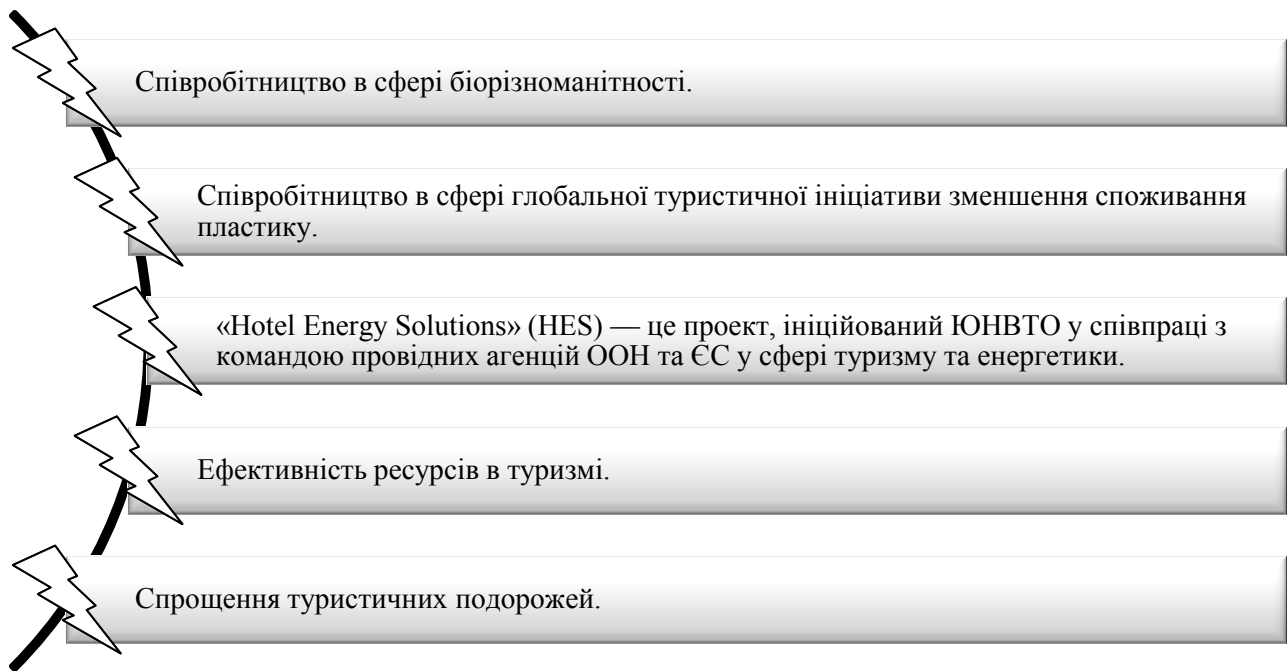 Співробітництво в сфері біорізноманітності.
Співробітництво в сфері глобальної туристичної ініціативи зменшення споживання
пластику.
«Hotel Energy Solutions» (HES) — це проект, ініційований ЮНВТО у співпраці з
командою провідних агенцій ООН та ЄС у сфері туризму та енергетики.
Ефективність ресурсів в туризмі.
Спрощення туристичних подорожей.